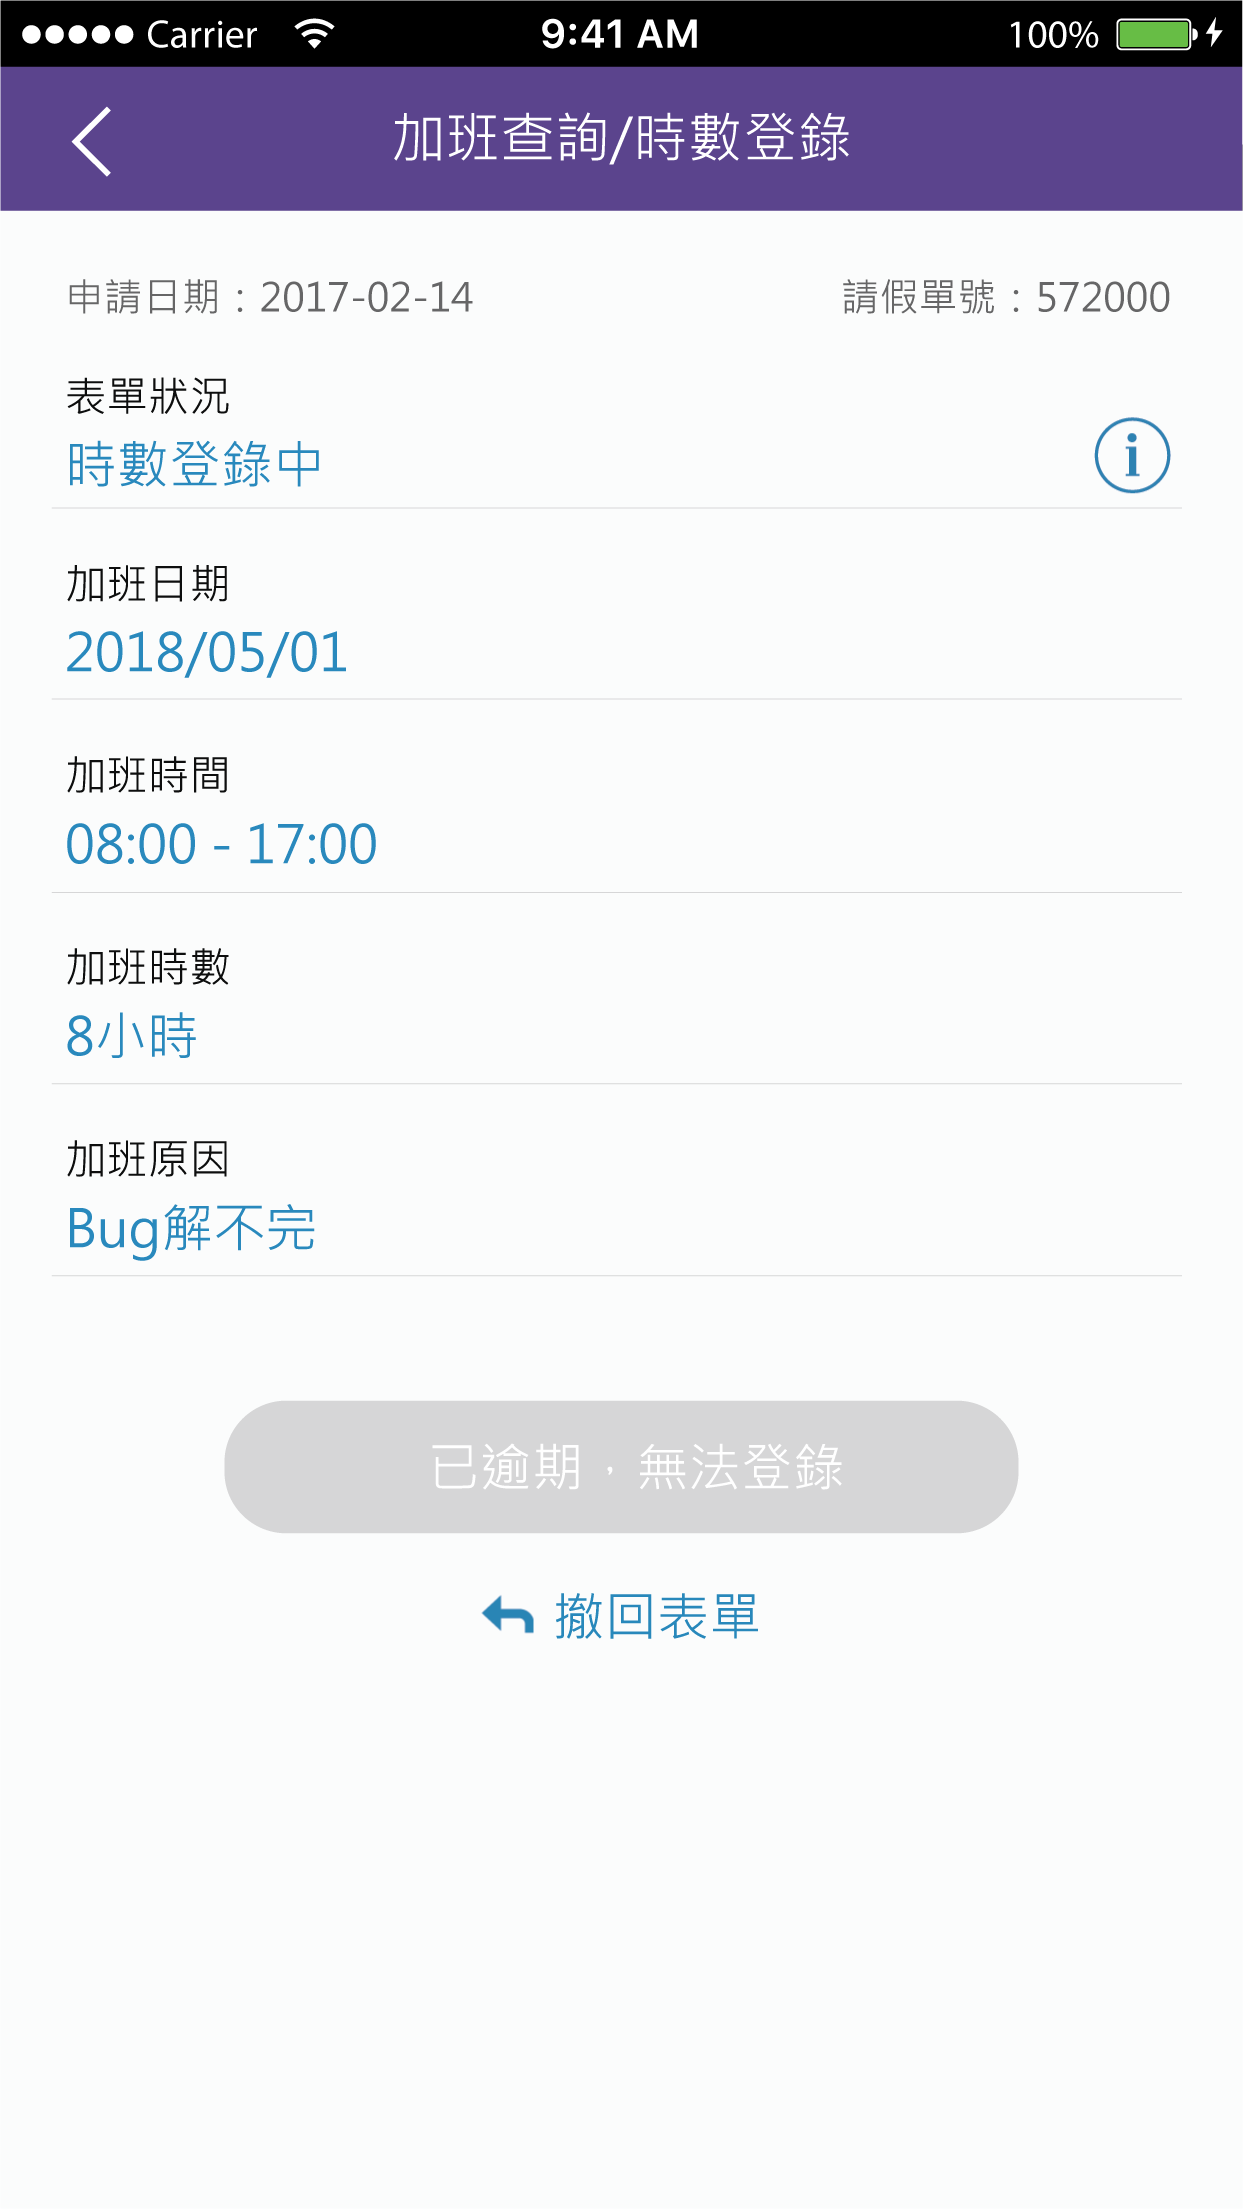 Carrier 9:41 AM 100%
加班查詢/時數登錄
申請日期：2017-02-14 請假單號：572000
表單狀況
時數登錄中
i
加班日期
2018/05/01
加班時間
08:00 - 17:00
加班時數
8小時
加班原因
Bug解不完
已逾期，無法登錄
撤回表單